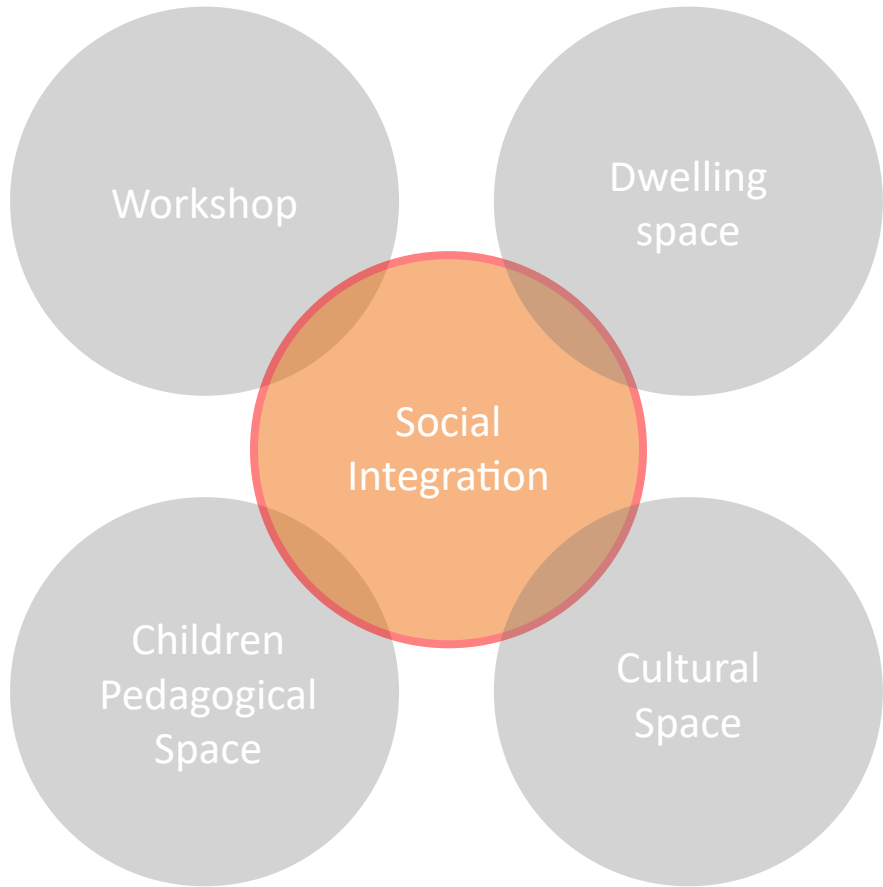 Workshop
Dwelling
space
Social
Integration
Children
Pedagogical
Space
Cultural
Space